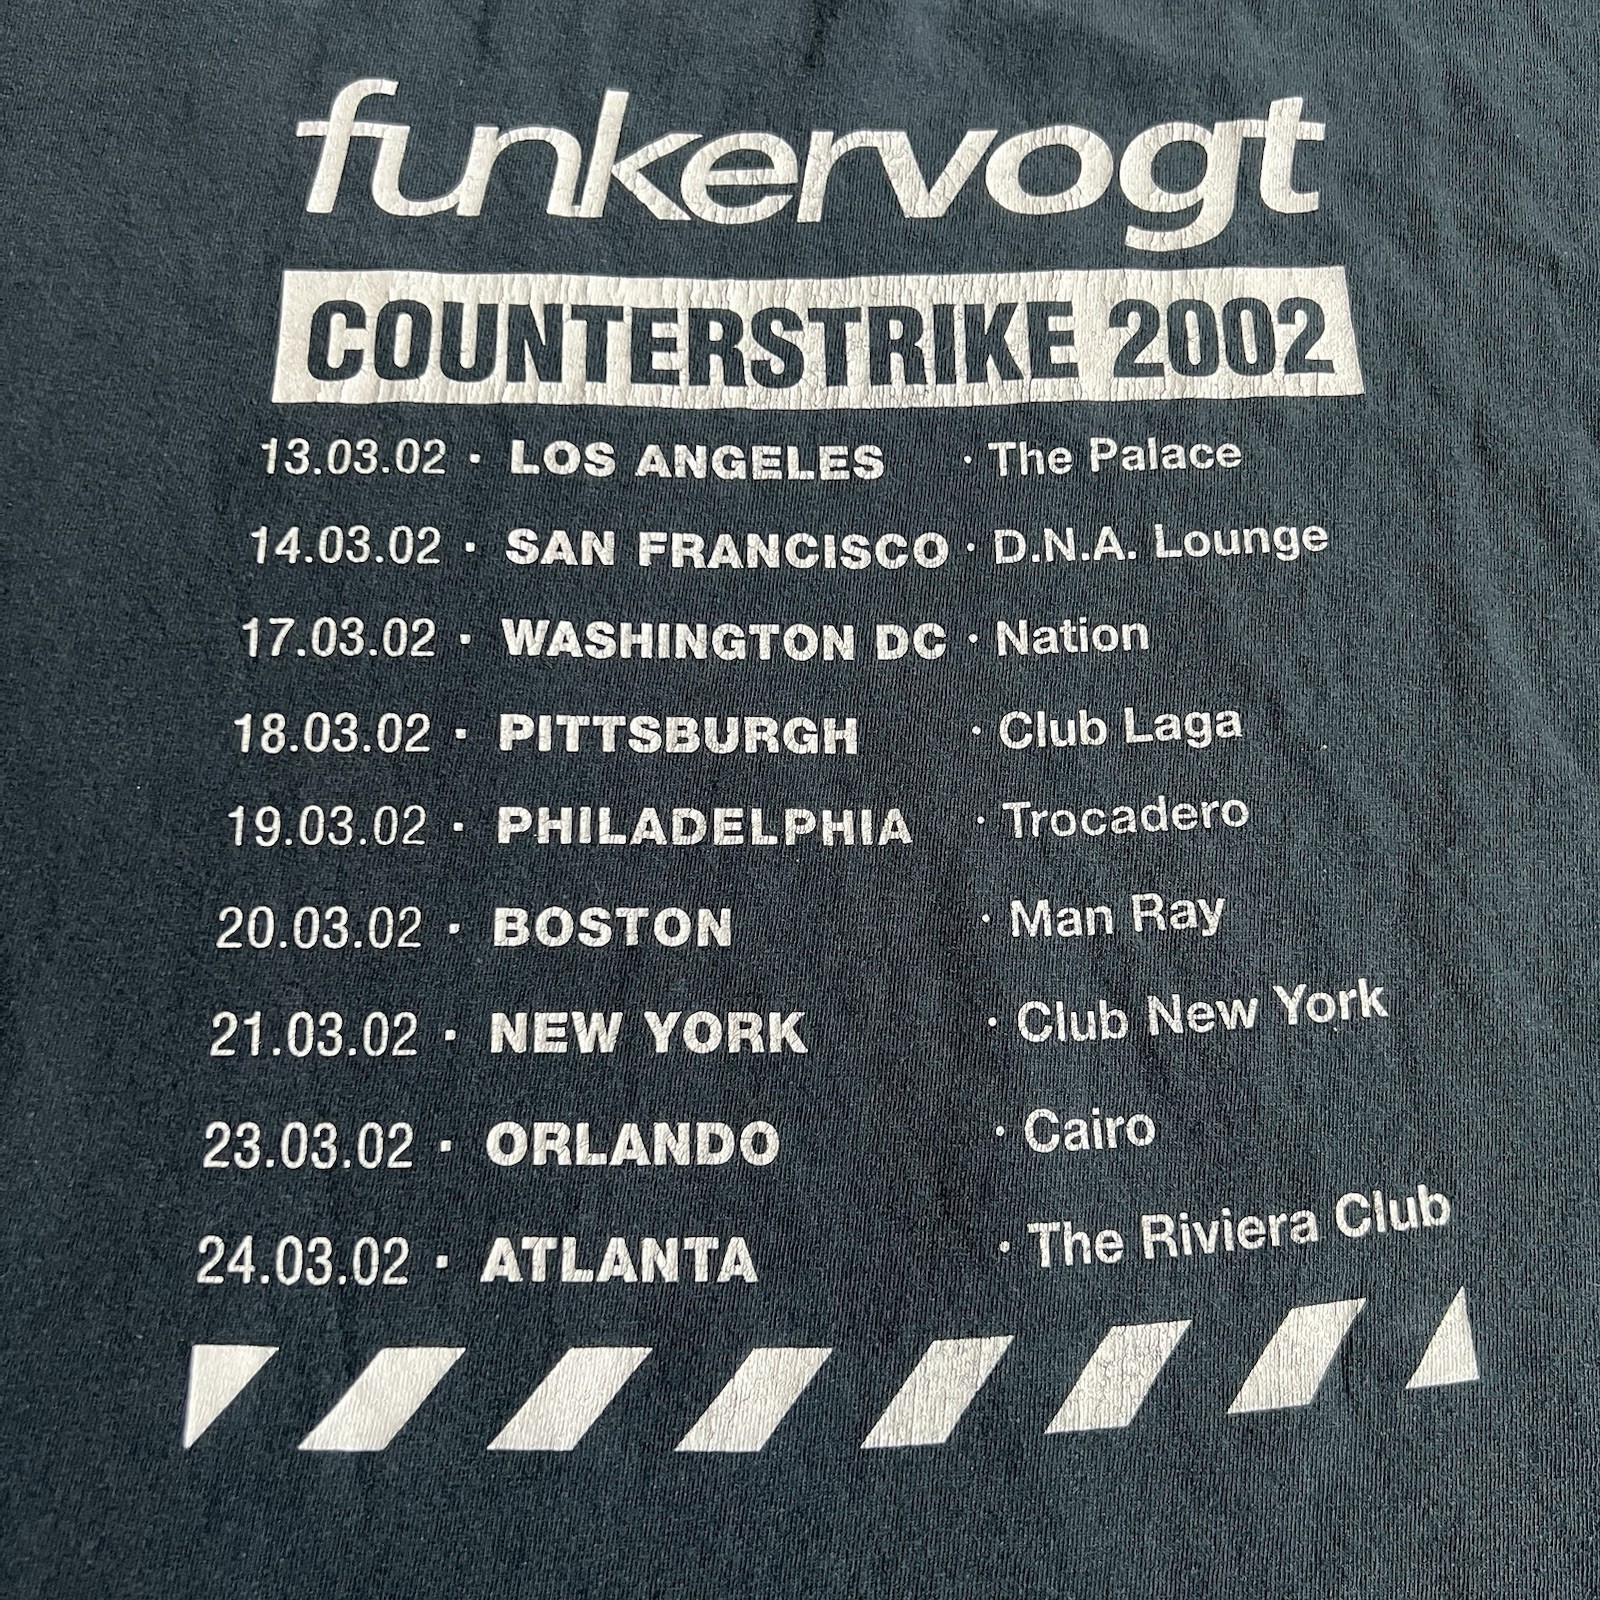 funkervogt
COUNTERSTRIKE 2002
13.03.02 · LOS ANGELES · The Palace
14.03.02 · SAN FRANCISCO · D.N.A. Lounge
17.03.02 · WASHINGTON DC · Nation
18.03.02 · PITTSBURGH · Club Laga
19.03.02 · PHILADELPHIA · Trocadero
20.03.02 · BOSTON · Man Ray
21.03.02 · NEW YORK · Club New York
23.03.02 · ORLANDO · Cairo
24.03.02 · ATLANTA · The Riviera Club